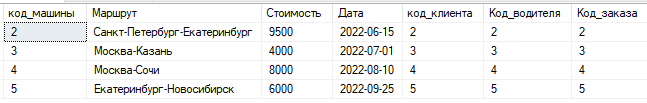 код_машины Маршрут Стоимость Дата код_клиента Код_водителя Код_заказа
2 Санкт-Петербург-Екатеринбург 9500 2022-06-15 2 2 2
3 Москва-Казань 4000 2022-07-01 3 3 3
4 Москва-Сочи 8000 2022-08-10 4 4 4
5 Екатеринбург-Новосибирск 6000 2022-09-25 5 5 5